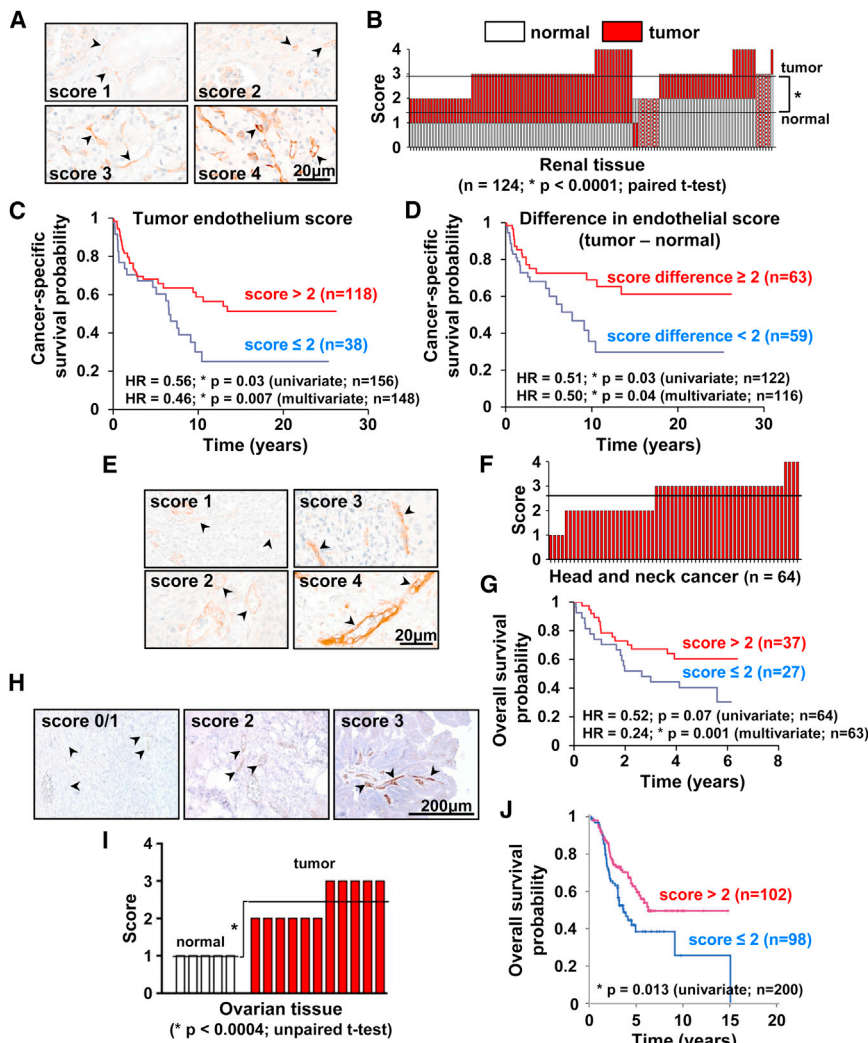 A
score 1
score 2
score 3
score 4
20μm
B
normal
tumor
Score
4
3
2
1
0
tumor
*
normal
Renal tissue
(n = 124; * p < 0.0001; paired t-test)
C
Tumor endothelium score
Cancer-specific
survival probability
1
0.8
0.6
0.4
0.2
0
score > 2 (n=118)
score ≤ 2 (n=38)
HR = 0.56; * p = 0.03 (univariate; n=156)
HR = 0.46; * p = 0.007 (multivariate; n=148)
0
10
20
30
Time (years)
D
Difference in endothelial score
(tumor – normal)
Cancer-specific
survival probability
1
0.8
0.6
0.4
0.2
0
score difference ≥ 2 (n=63)
score difference < 2 (n=59)
HR = 0.51; * p = 0.03 (univariate; n=122)
HR = 0.50; * p = 0.04 (multivariate; n=116)
0
10
20
30
Time (years)
E
score 1
score 3
score 2
score 4
20μm
F
Score
4
3
2
1
0
Head and neck cancer (n = 64)
G
Overall survival
probability
1
0.8
0.6
0.4
0.2
0
score > 2 (n=37)
score ≤ 2 (n=27)
HR = 0.52; p = 0.07 (univariate; n=64)
HR = 0.24; * p = 0.001 (multivariate; n=63)
0
2
4
6
8
Time (years)
H
score 0/1
score 2
score 3
200μm
I
Score
4
3
2
1
0
normal
*
tumor
Ovarian tissue
(* p < 0.0004; unpaired t-test)
J
Overall survival
probability
1
0.8
0.6
0.4
0.2
0
score > 2 (n=102)
score ≤ 2 (n=98)
* p = 0.013 (univariate; n=200)
0
5
10
15
20
Time (years)